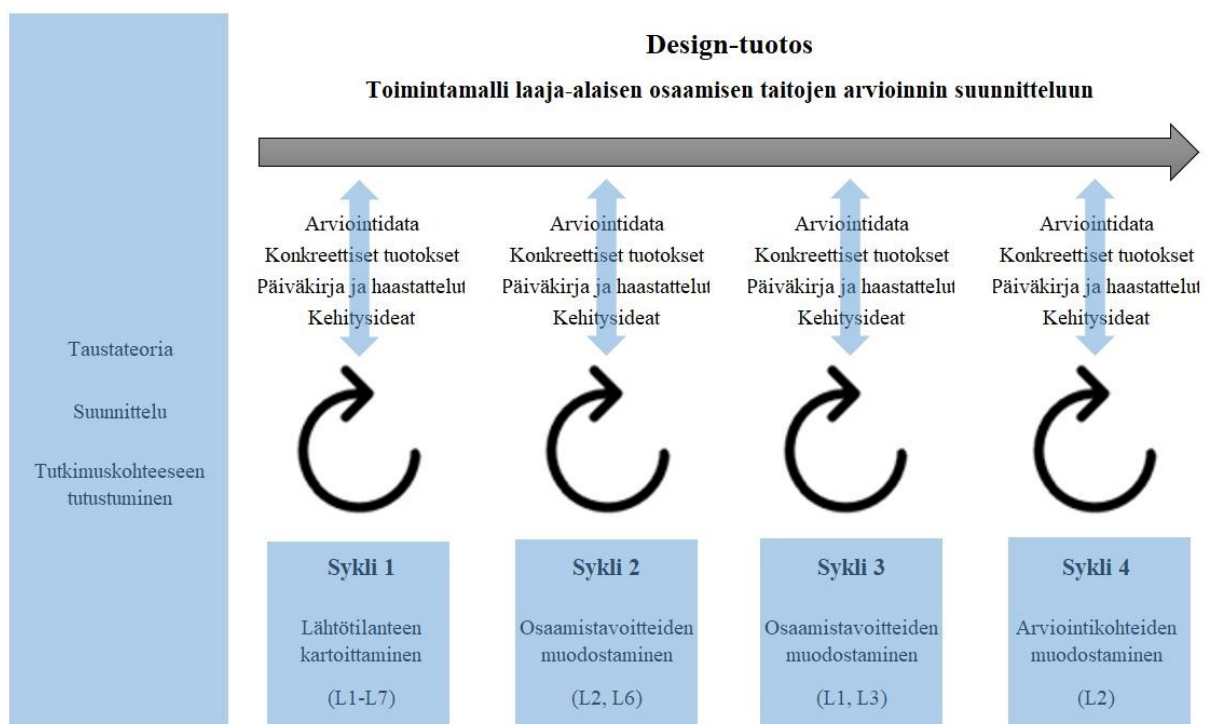 Design-tuotos
Toimintamalli laaja-alaisen osaamisen taitojen arvioinnin suunnitteluun
Taustateoria
Suunnittelu
Tutkimuskohteeseen
tutustuminen
Arviointidata
Konkreettiset tuotokset
Päiväkirja ja haastattelut
Kehitysideat
Arviointidata
Konkreettiset tuotokset
Päiväkirja ja haastattelut
Kehitysideat
Arviointidata
Konkreettiset tuotokset
Päiväkirja ja haastattelut
Kehitysideat
Arviointidata
Konkreettiset tuotokset
Päiväkirja ja haastattelut
Kehitysideat
Sykli 1
Lähtötilanteen
kartoittaminen
(L1-L7)
Sykli 2
Osaamistavoitteiden
muodostaminen
(L2, L6)
Sykli 3
Osaamistavoitteiden
muodostaminen
(L1, L3)
Sykli 4
Arviointikohteiden
muodostaminen
(L2)